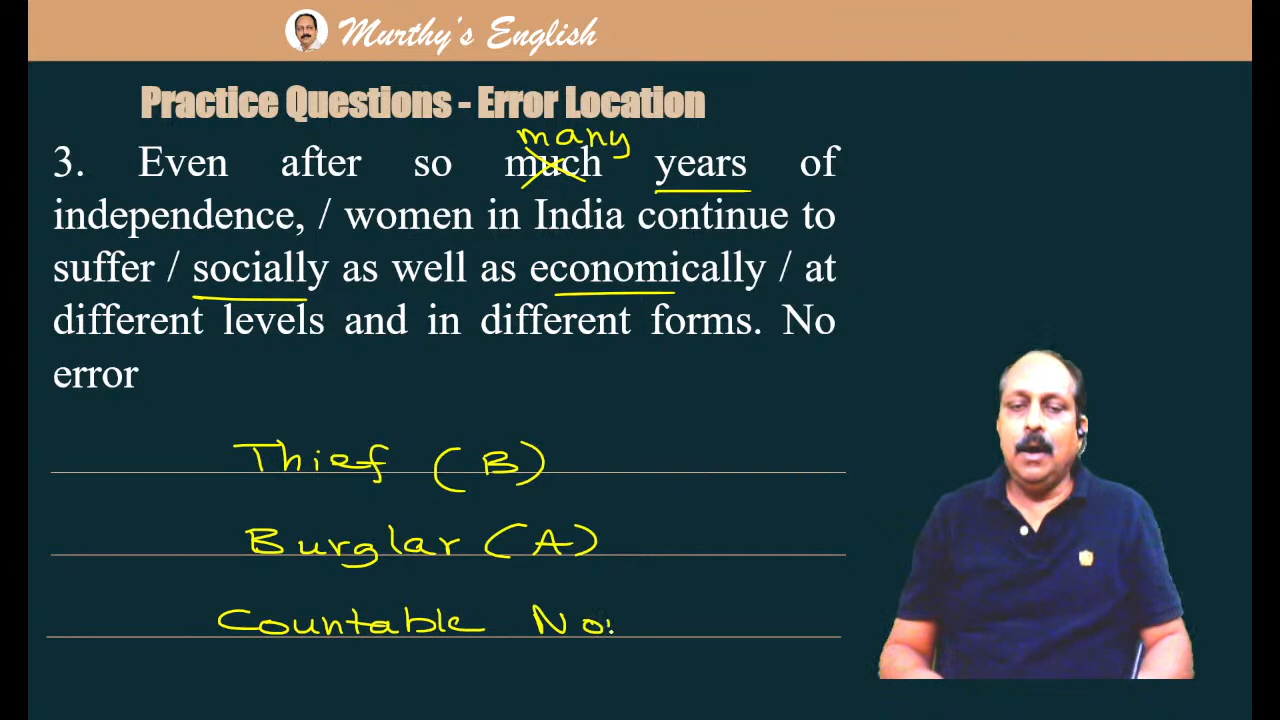 Murthy's English
Practice Questions - Error Location
many
3. Even after so much years of
independence, / women in India continue to
suffer / socially as well as economically / at
different levels and in different forms. No
error
Thief (B)
Burglar (A)
Countable No